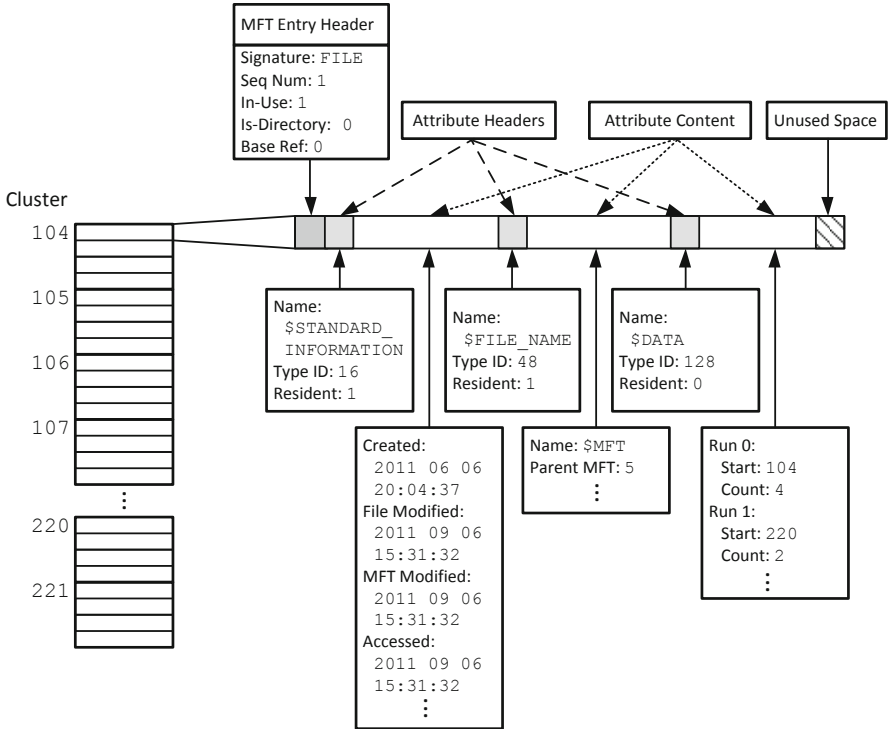 MFT Entry Header
Signature: FILE
Seq Num: 1
In-Use: 1
Is-Directory: 0
Base Ref: 0
Attribute Headers
Attribute Content
Unused Space
Cluster
104
105
106
107
⋮
220
221
Name:
$STANDARD_
INFORMATION
Type ID: 16
Resident: 1
Name:
$FILE_NAME
Type ID: 48
Resident: 1
Name:
$DATA
Type ID: 128
Resident: 0
Created:
2011 06 06
20:04:37
File Modified:
2011 09 06
15:31:32
MFT Modified:
2011 09 06
15:31:32
Accessed:
2011 09 06
15:31:32
⋮
Name: $MFT
Parent MFT: 5
⋮
Run 0:
Start: 104
Count: 4
Run 1:
Start: 220
Count: 2
⋮